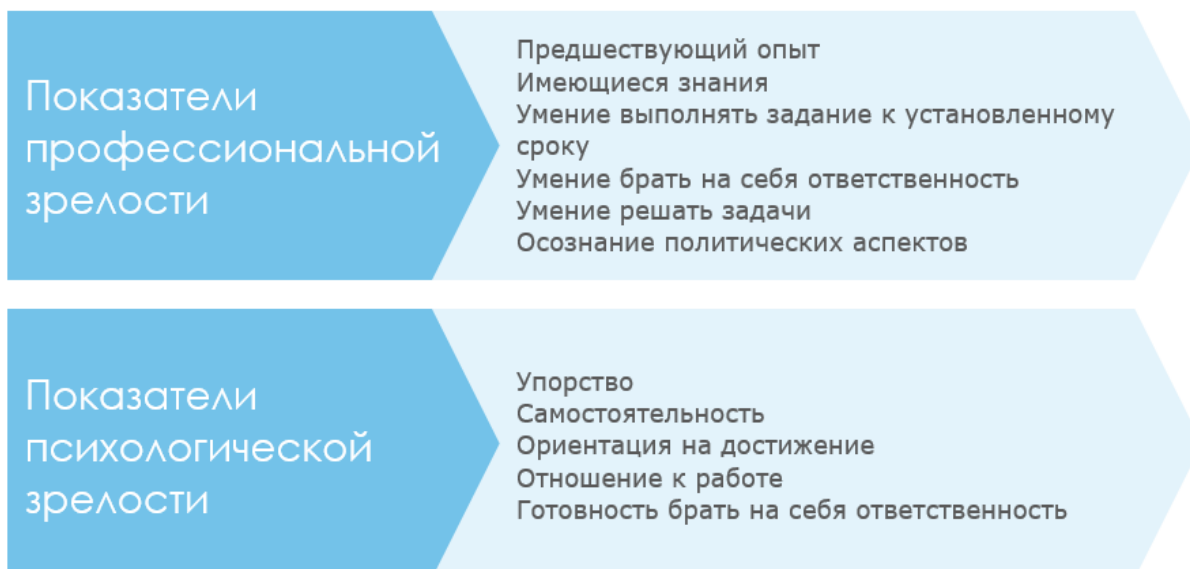 Показатели
профессиональной
зрелости
Предшествующий опыт
Имеющиеся знания
Умение выполнять задание к установленному
сроку
Умение брать на себя ответственность
Умение решать задачи
Осознание политических аспектов
Показатели
психологической
зрелости
Упорство
Самостоятельность
Ориентация на достижение
Отношение к работе
Готовность брать на себя ответственность